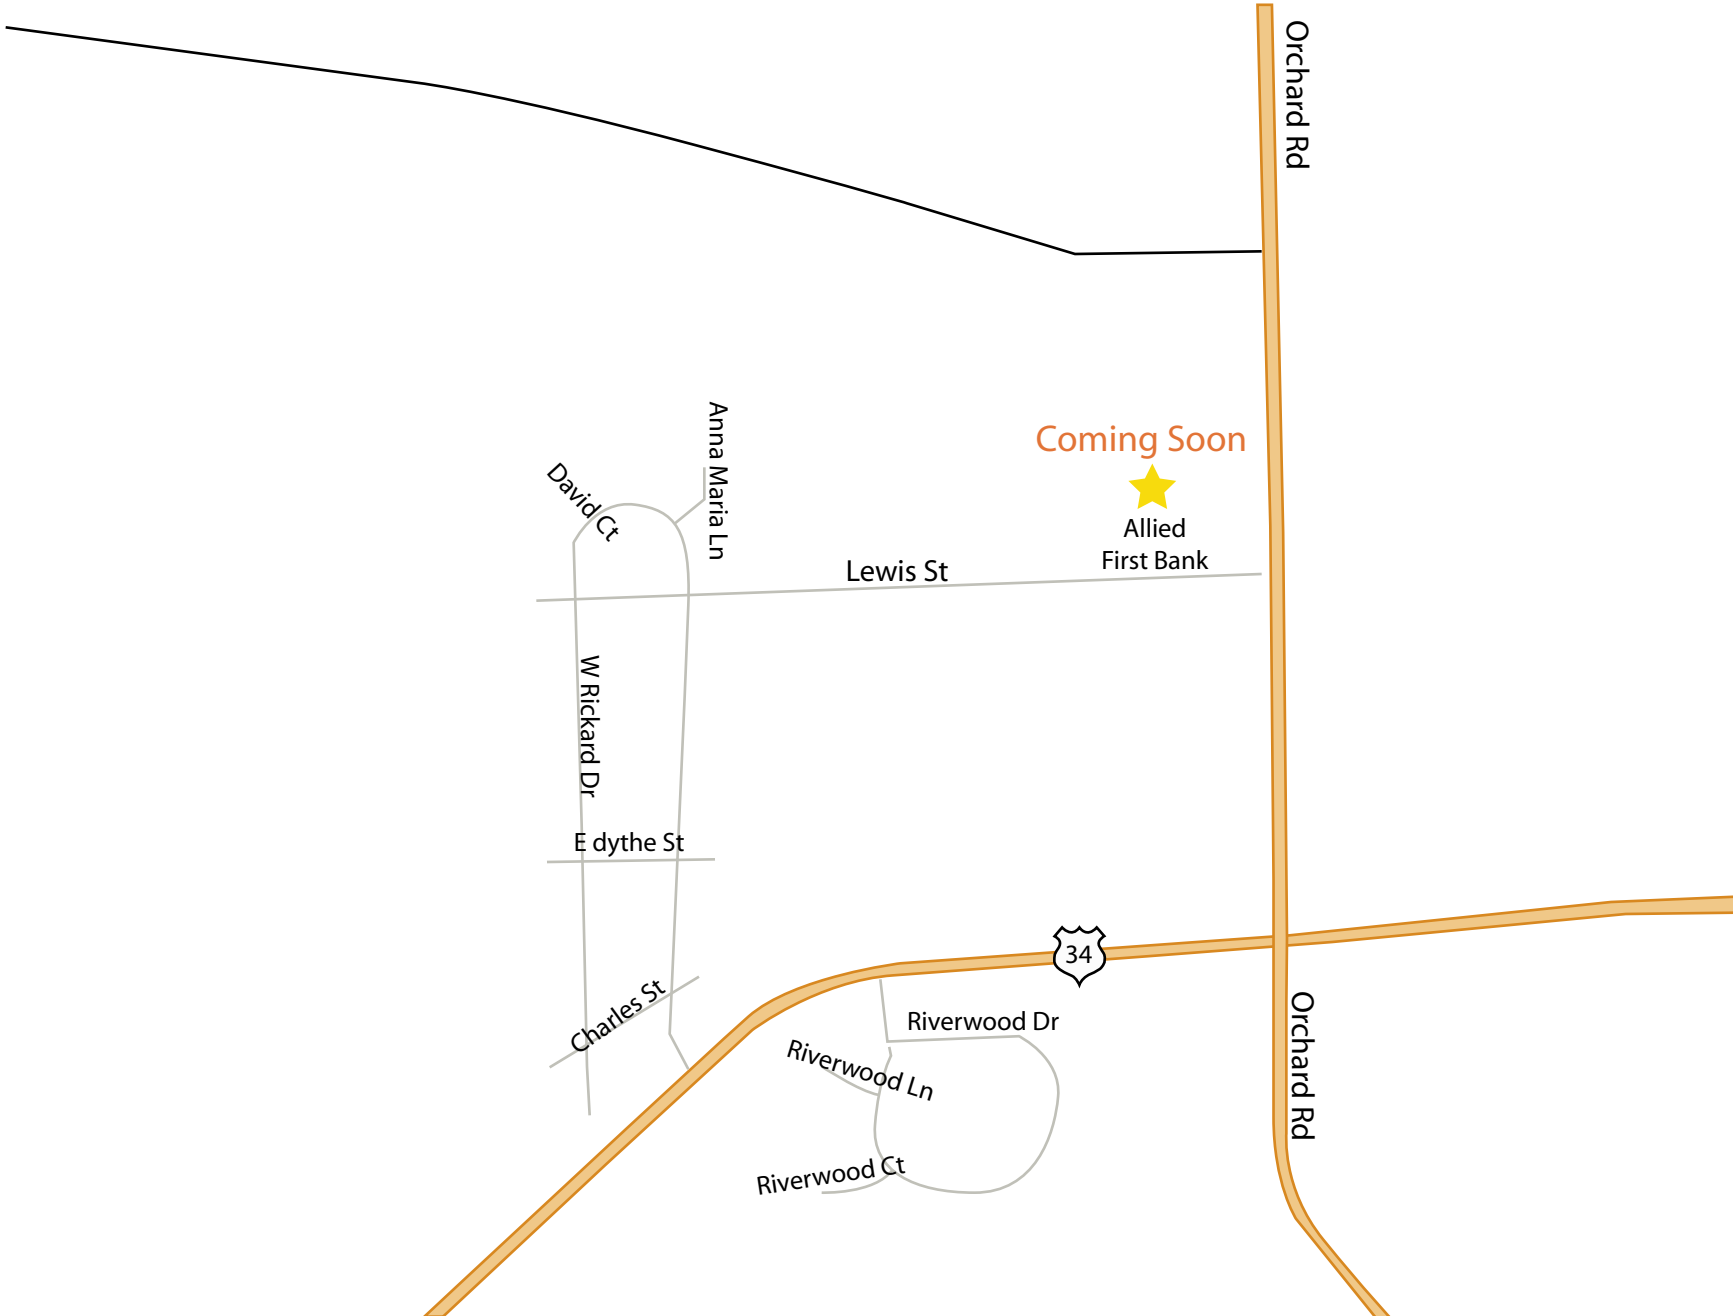 Orchard Rd
Anna Maria Ln
Coming Soon
David Ct
Allied
First Bank
Lewis St
W Rickard Dr
E dythe St
34
Charles St
Riverwood Dr
Orchard Rd
Riverwood Ln
Riverwood Ct